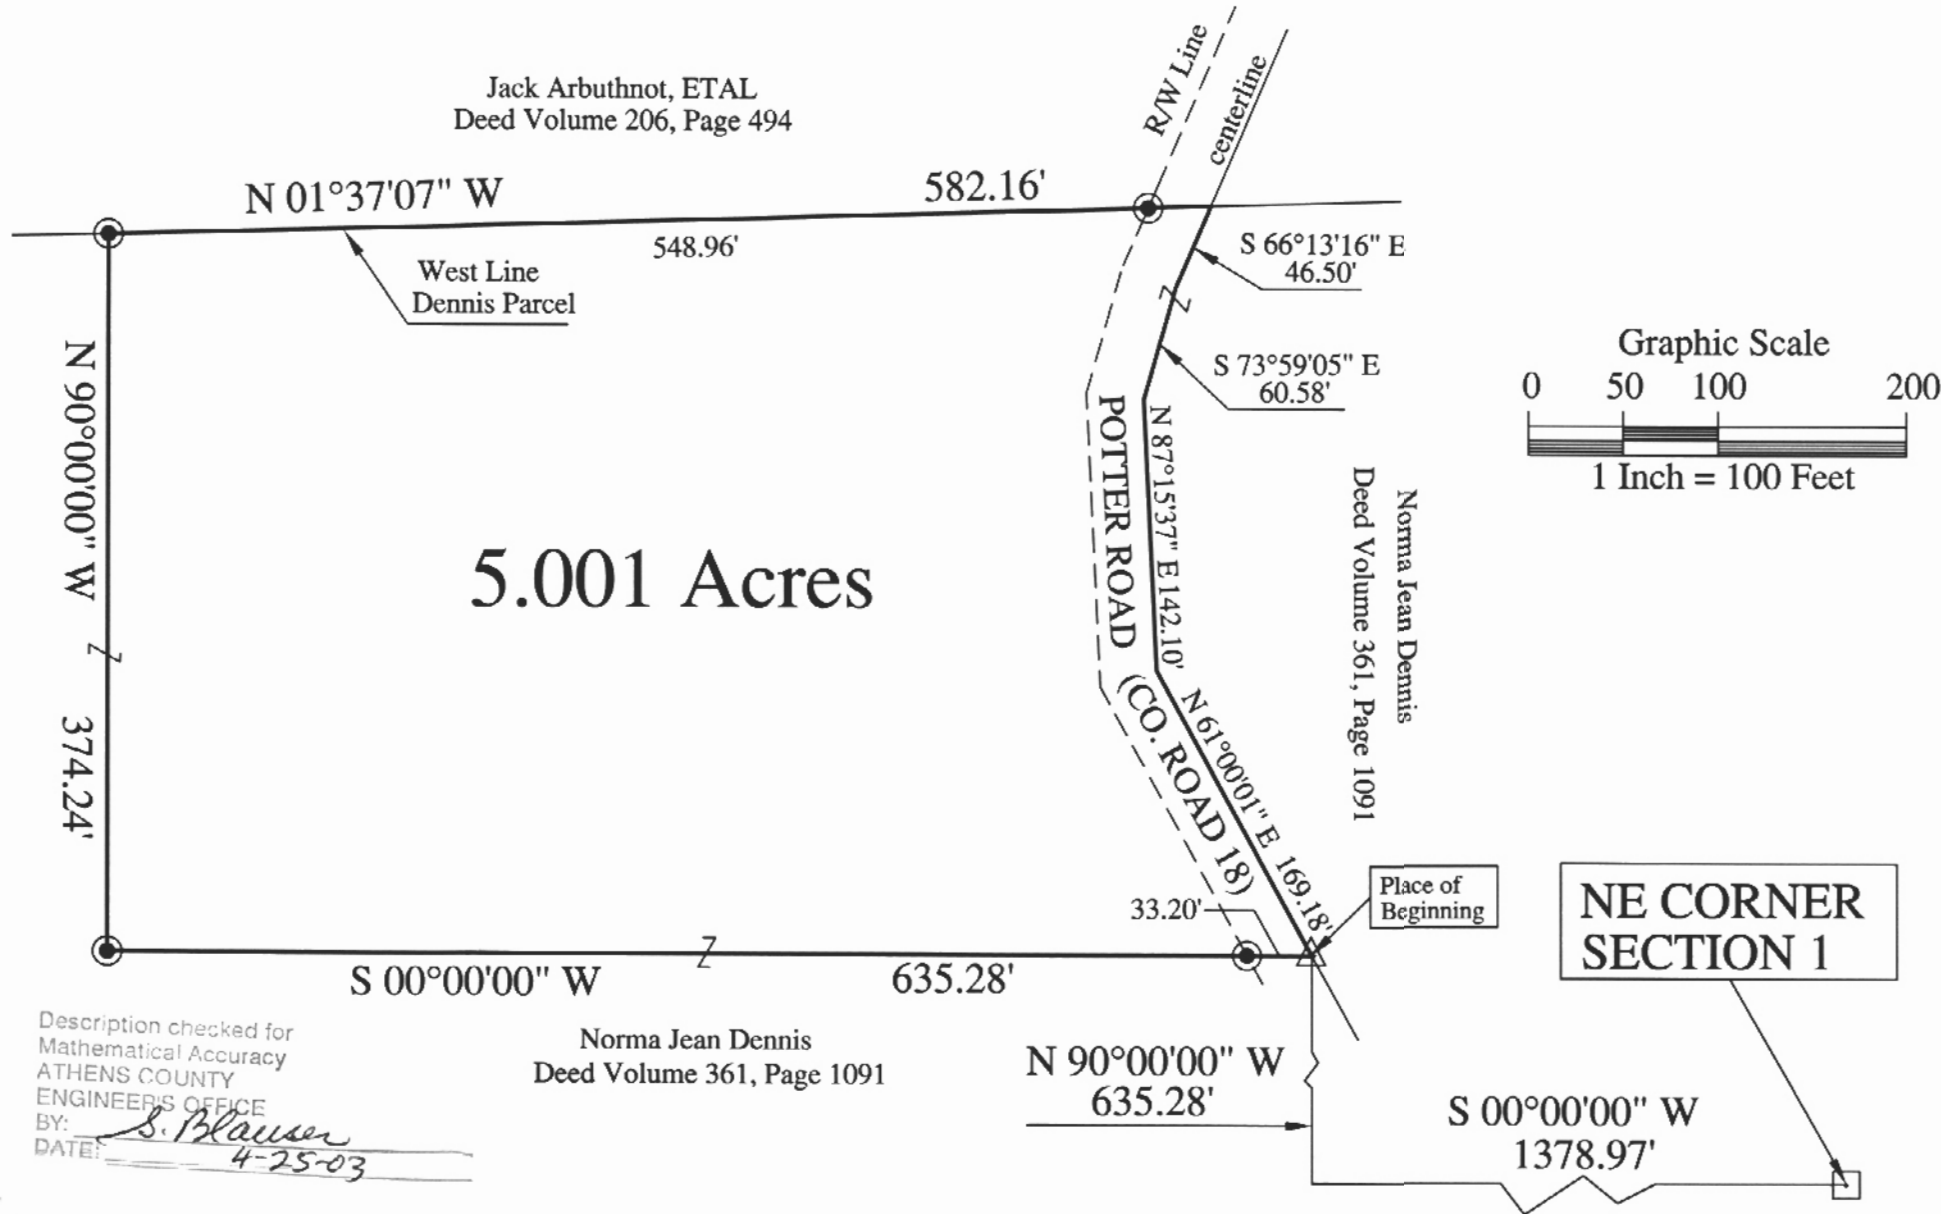 Jack Arbuthnot, ETAL
Deed Volume 206, Page 494
R/W Line
centerline
N 01°37'07" W
582.16'
548.96'
West Line
Dennis Parcel
S 66°13'16" E
46.50'
S 73°59'05" E
60.58'
Graphic Scale
0 50 100 200
1 Inch = 100 Feet
N 90°00'00" W
374.24'
5.001 Acres
POTTER ROAD (CO. ROAD 18)
N 87°15'37" E 142.10'
N 61°00'01" E 169.18'
Norma Jean Dennis
Deed Volume 361, Page 1091
33.20'
Place of
Beginning
NE CORNER
SECTION 1
S 00°00'00" W
635.28'
Norma Jean Dennis
Deed Volume 361, Page 1091
N 90°00'00" W
635.28'
S 00°00'00" W
1378.97'
Description checked for
Mathematical Accuracy
ATHENS COUNTY
ENGINEER'S OFFICE
BY: S. Blauser
DATE: 4-25-03